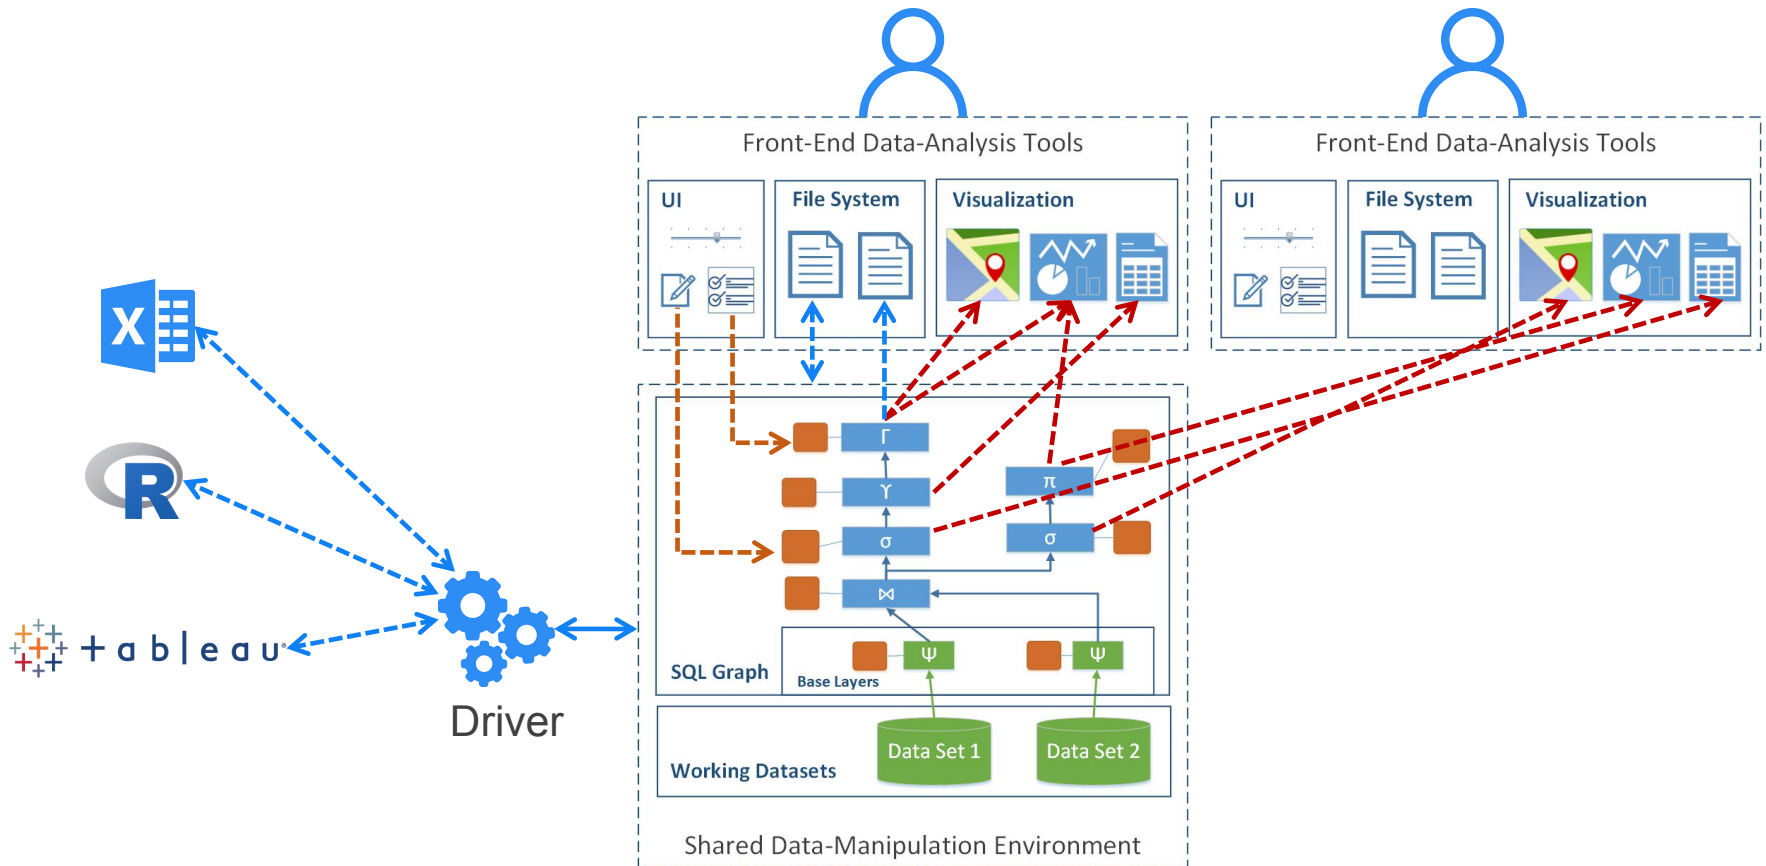 Front-End Data-Analysis Tools
UI
File System
Visualization
Front-End Data-Analysis Tools
UI
File System
Visualization
X
R
+ableau®
Driver
Γ
ϒ
σ
⋈
π
σ
Ψ
Ψ
SQL Graph
Base Layers
Data Set 1
Data Set 2
Working Datasets
Shared Data-Manipulation Environment